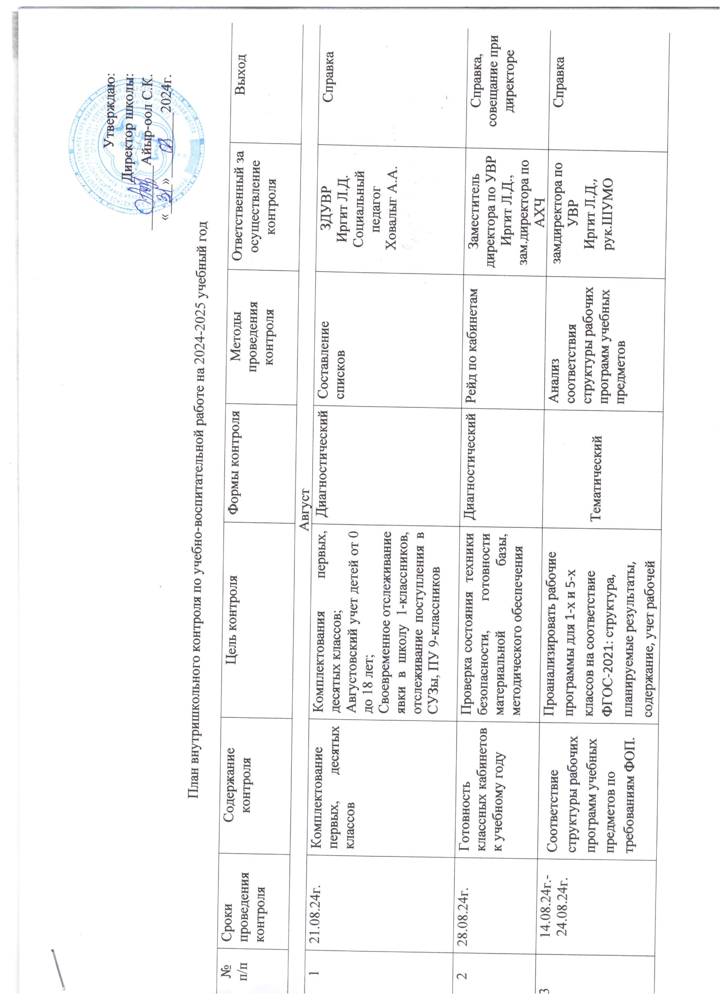 Утверждаю:
Директор школы:
Айыр-оол С.К.
« » 08 2024г.
План внутришкольного контроля по учебно-воспитательной работе на 2024-2025 учебный год
№
п/п
Сроки
проведения
контроля
Содержание
контроля
Цель контроля
Формы контроля
Методы
проведения
контроля
Ответственный за
осуществление
контроля
Выход
Август
1
21.08.24г.
Комплектование
первых, десятых
классов
Комплектования первых,
десятых классов;
Августовский учет детей от 0
до 18 лет;
Своевременное отслеживание
явки в школу 1-классников,
отслеживание поступления в
СУЗы, ПУ 9-классников
Диагностический
Составление
списков
ЗДУВР
Иргит Л.Д.
Социальный
педагог
Ховалыг А.А.
Справка
2
28.08.24г.
Готовность
классных кабинетов
к учебному году
Проверка состояния техники
безопасности, готовности
материальной базы,
методического обеспечения
Диагностический
Рейд по кабинетам
Заместитель
директора по УВР
Иргит Л.Д.,
зам.директора по
АХЧ
Справка,
совещание при
директоре
3
14.08.24г.-
24.08.24г.
Соответствие
структуры рабочих
программ учебных
предметов по
требованиям ФОП.
Проанализировать рабочие
программы для 1-х и 5-х
классов на соответствие
ФГОС-2021: структура,
планируемые результаты,
содержание, учет рабочей
Тематический
Анализ
соответствия
структуры рабочих
программ учебных
предметов
замдиректора по
УВР
Иргит Л.Д.,
рук.ШУМО
Справка